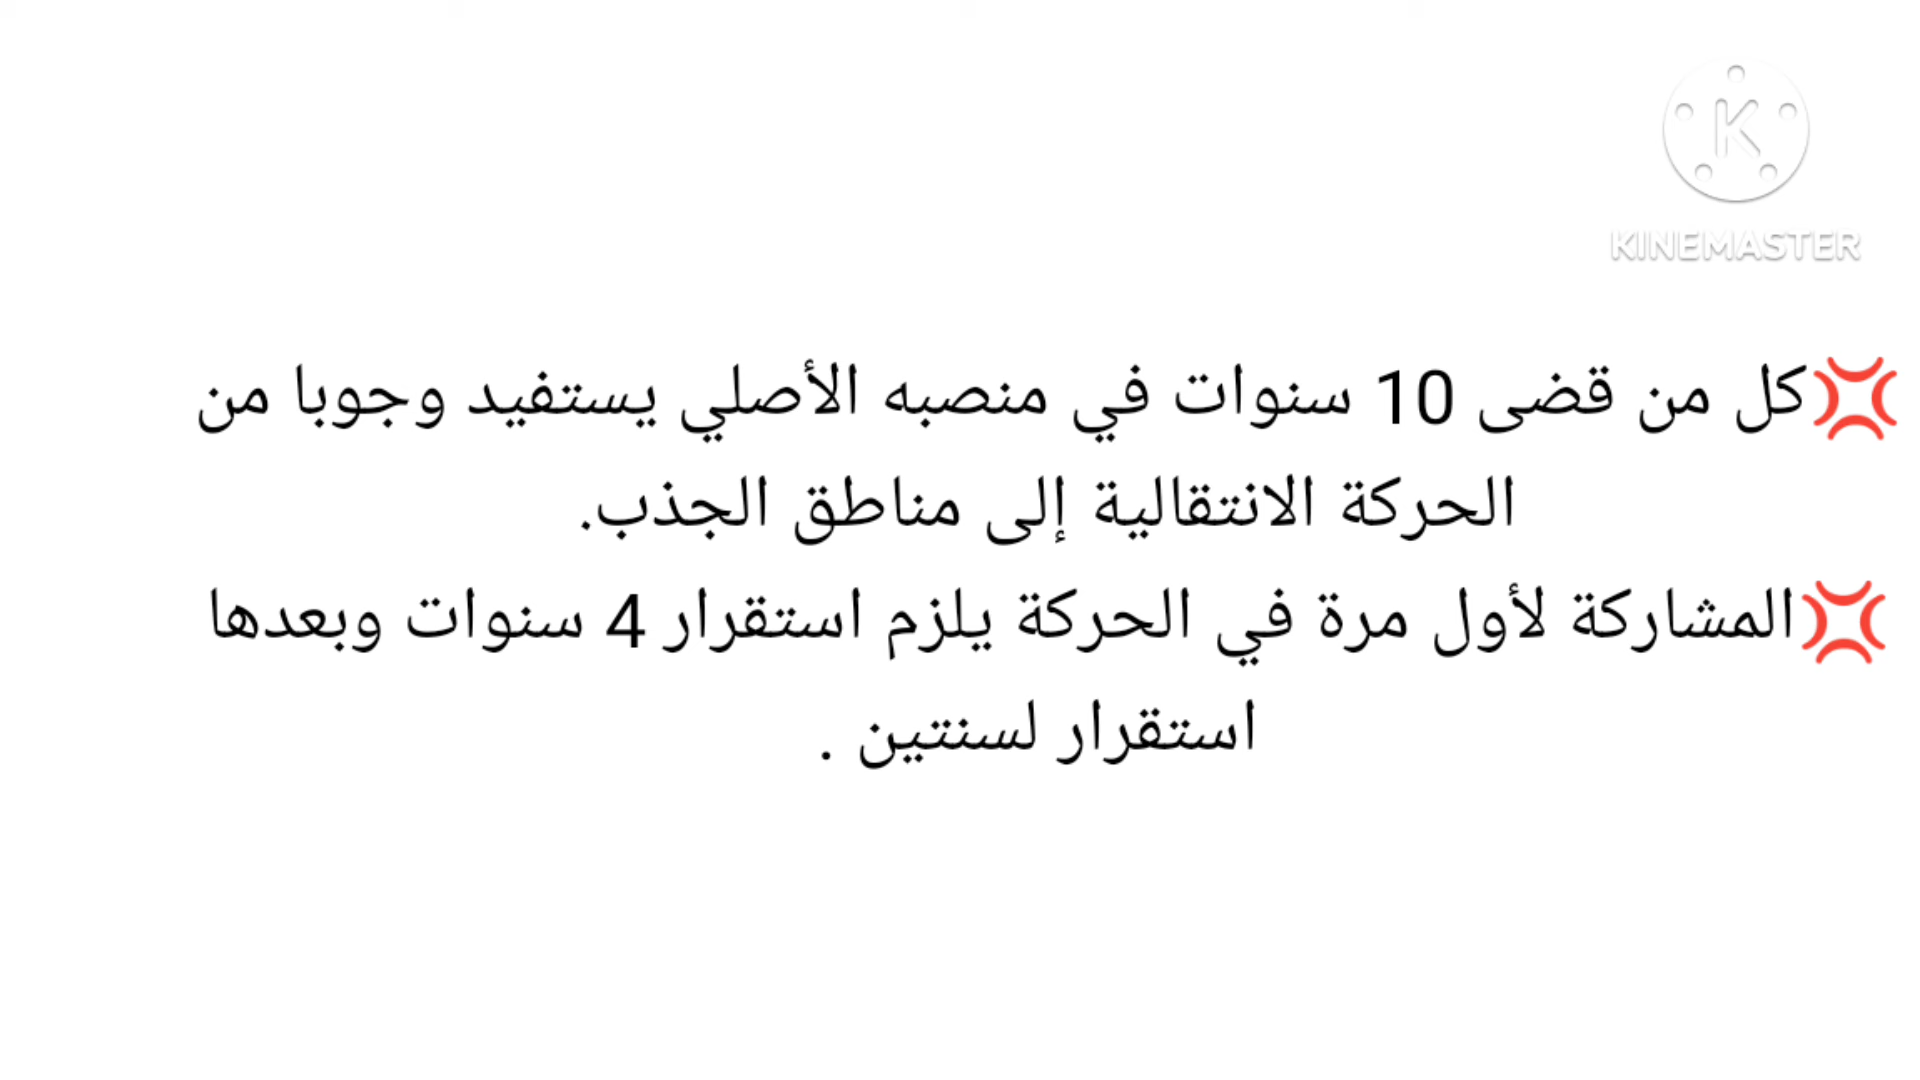 K
KINEMASTER
💢كل من قضى 10 سنوات في منصبه الأصلي يستفيد وجوبا من
الحركة الانتقالية إلى مناطق الجذب.
💢المشاركة لأول مرة في الحركة يلزم استقرار 4 سنوات وبعدها
استقرار لسنتين .